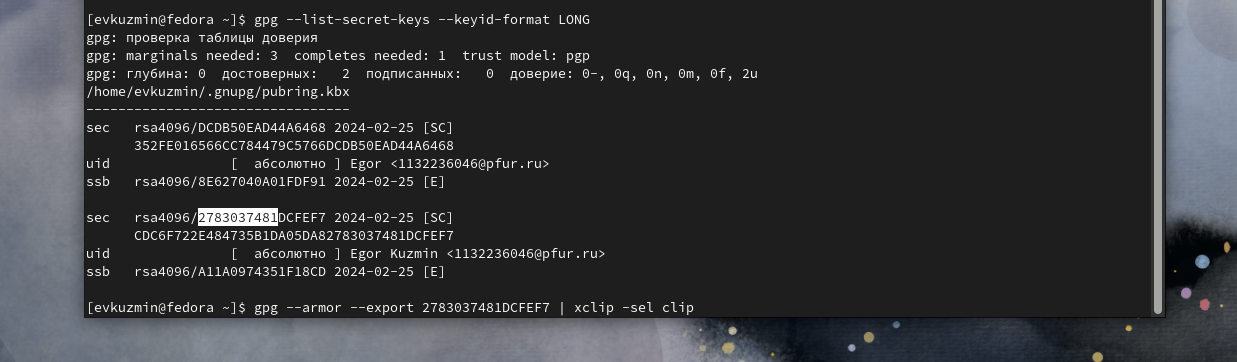 [evkuzmin@fedora ~]$ gpg --list-secret-keys --keyid-format LONG
gpg: проверка таблицы доверия
gpg: marginals needed: 3  completes needed: 1  trust model: pgp
gpg: глубина: 0  достоверных:   2  подписанных:   0  доверие: 0-, 0q, 0n, 0m, 0f, 2u
/home/evkuzmin/.gnupg/pubring.kbx
---------------------------------
sec   rsa4096/DCDB50EAD44A6468 2024-02-25 [SC]
      352FE016566CC784479C5766DCDB50EAD44A6468
uid               [  абсолютно ] Egor <1132236046@pfur.ru>
ssb   rsa4096/8E627040A01FDF91 2024-02-25 [E]
sec   rsa4096/2783037481DCFEF7 2024-02-25 [SC]
      CDC6F722E484735B1DA05DA82783037481DCFEF7
uid               [  абсолютно ] Egor Kuzmin <1132236046@pfur.ru>
ssb   rsa4096/A11A0974351F18CD 2024-02-25 [E]
[evkuzmin@fedora ~]$ gpg --armor --export 2783037481DCFEF7 | xclip -sel clip